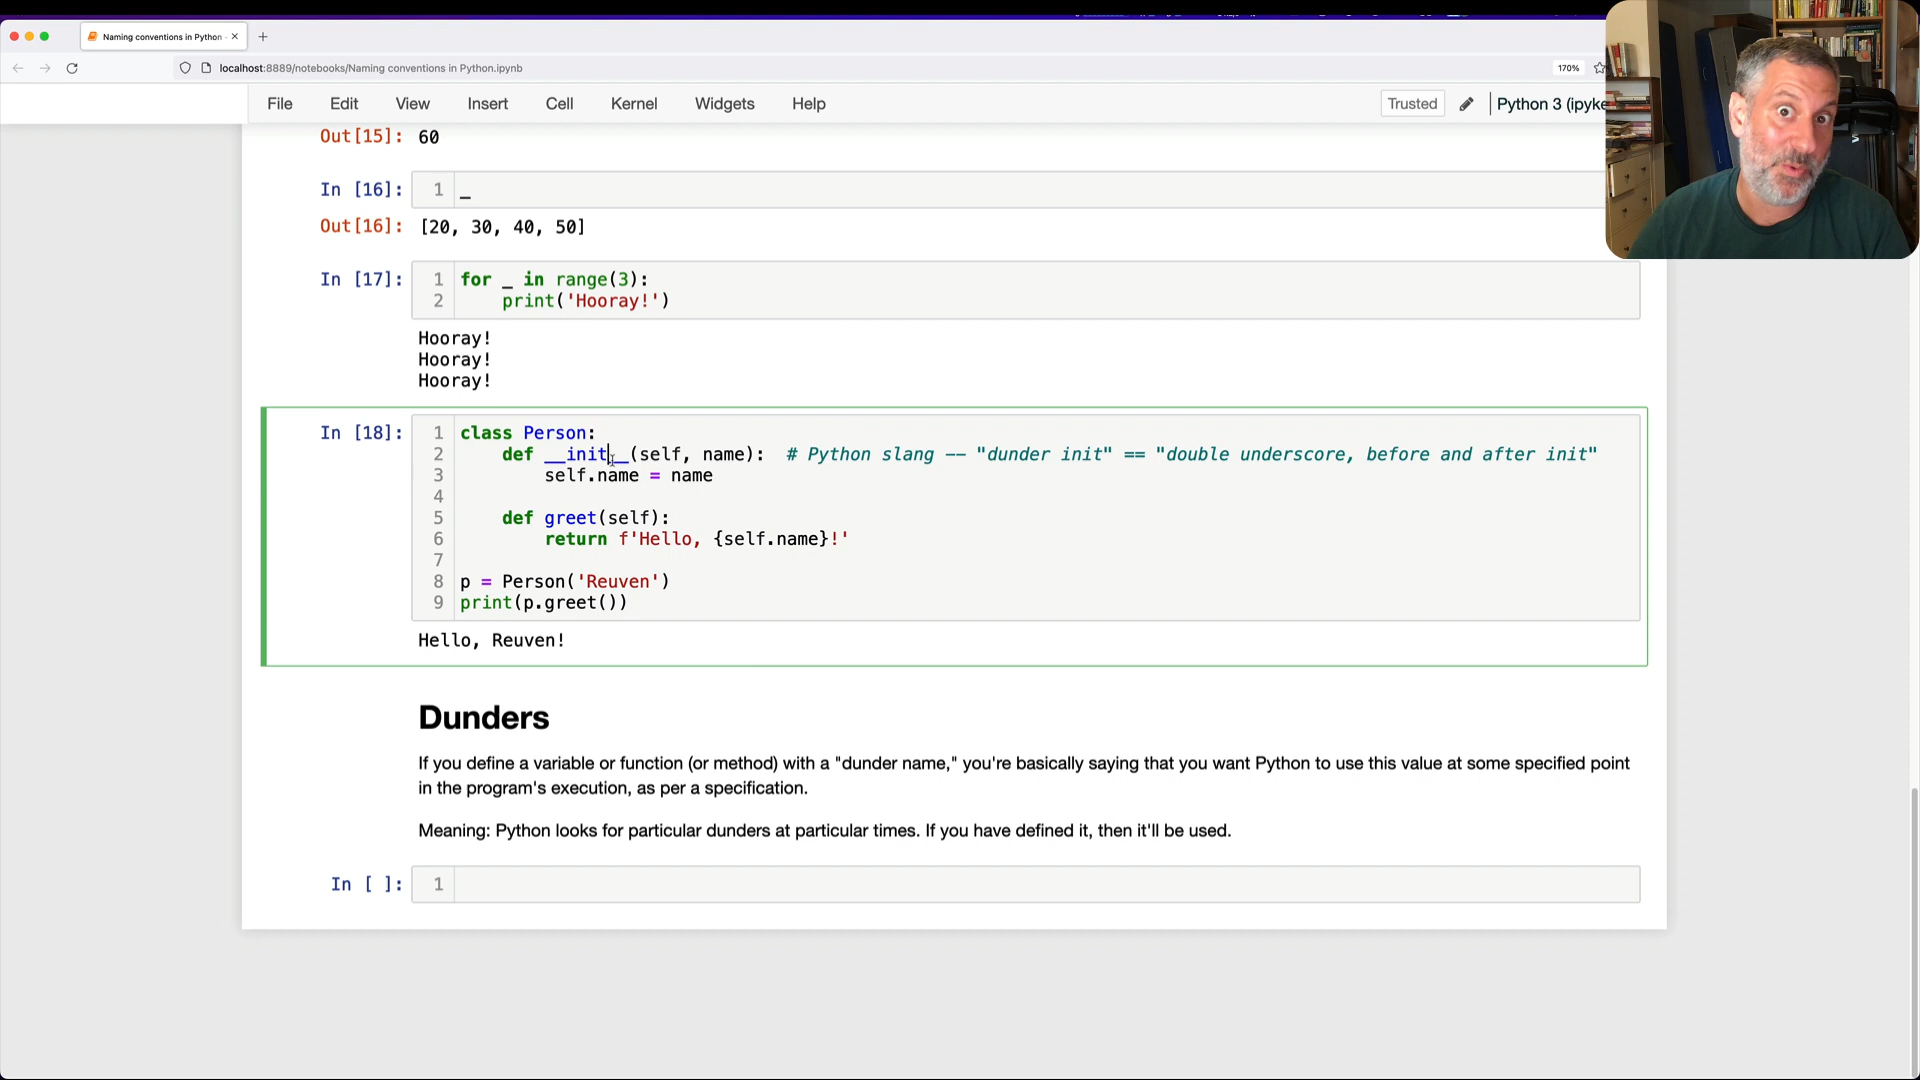 Naming conventions in Python -
localhost:8889/notebooks/Naming conventions in Python.ipynb
170%
File Edit View Insert Cell Kernel Widgets Help
Trusted
Python 3 (ipyke
Out[15]: 60
In [16]: 1 _
Out[16]: [20, 30, 40, 50]
In [17]: 1 for _ in range(3):
2 print('Hooray!')
Hooray!
Hooray!
Hooray!
In [18]: 1 class Person:
2 def __init__(self, name): # Python slang -- "dunder init" == "double underscore, before and after init"
3 self.name = name
4
5 def greet(self):
6 return f'Hello, {self.name}!'
7
8 p = Person('Reuven')
9 print(p.greet())
Hello, Reuven!
Dunders
If you define a variable or function (or method) with a "dunder name," you're basically saying that you want Python to use this value at some specified point
in the program's execution, as per a specification.
Meaning: Python looks for particular dunders at particular times. If you have defined it, then it'll be used.
In [ ]: 1